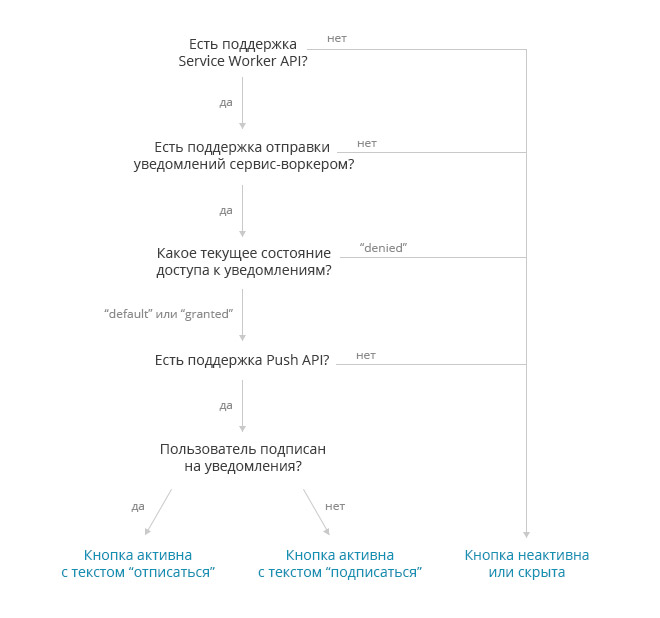 Есть поддержка
Service Worker API?
нет
да
Есть поддержка отправки
уведомлений сервис-воркером?
нет
да
Какое текущее состояние
доступа к уведомлениям?
“denied”
“default” или “granted”
Есть поддержка Push API?
нет
да
Пользователь подписан
на уведомления?
да
нет
Кнопка активна
с текстом “отписаться”
Кнопка активна
с текстом “подписаться”
Кнопка неактивна
или скрыта